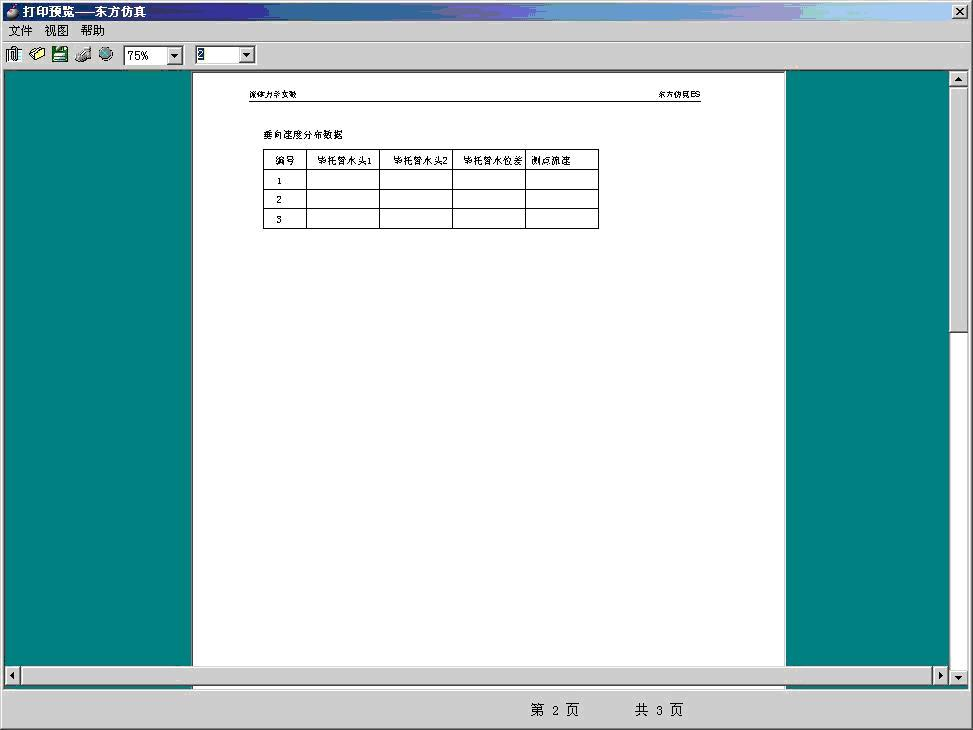 打印预览——东方仿真
文件 视图 帮助
75% 2
流体力学实验 东方仿真ES
垂向速度分布数据
编号 毕托管水头1 毕托管水头2 毕托管水位差 测点流速
1
2
3
第 2 页 共 3 页